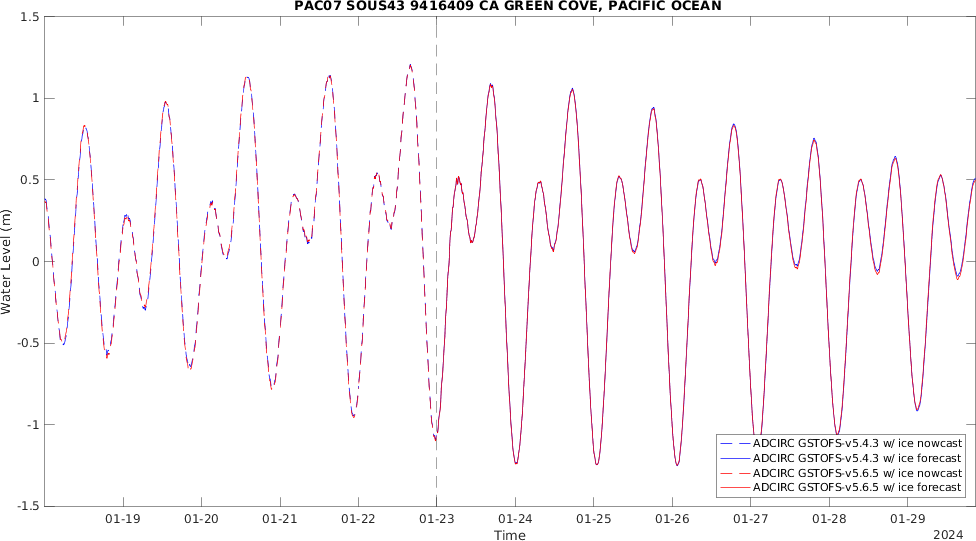 PAC07 SOUS43 9416409 CA GREEN COVE, PACIFIC OCEAN
1.5
1
0.5
0
-0.5
-1
-1.5
Water Level (m)
ADCIRC GSTOFS-v5.4.3 w/ ice nowcast
ADCIRC GSTOFS-v5.4.3 w/ ice forecast
ADCIRC GSTOFS-v5.6.5 w/ ice nowcast
ADCIRC GSTOFS-v5.6.5 w/ ice forecast
01-19 01-20 01-21 01-22 01-23 01-24 01-25 01-26 01-27 01-28 01-29
Time
2024